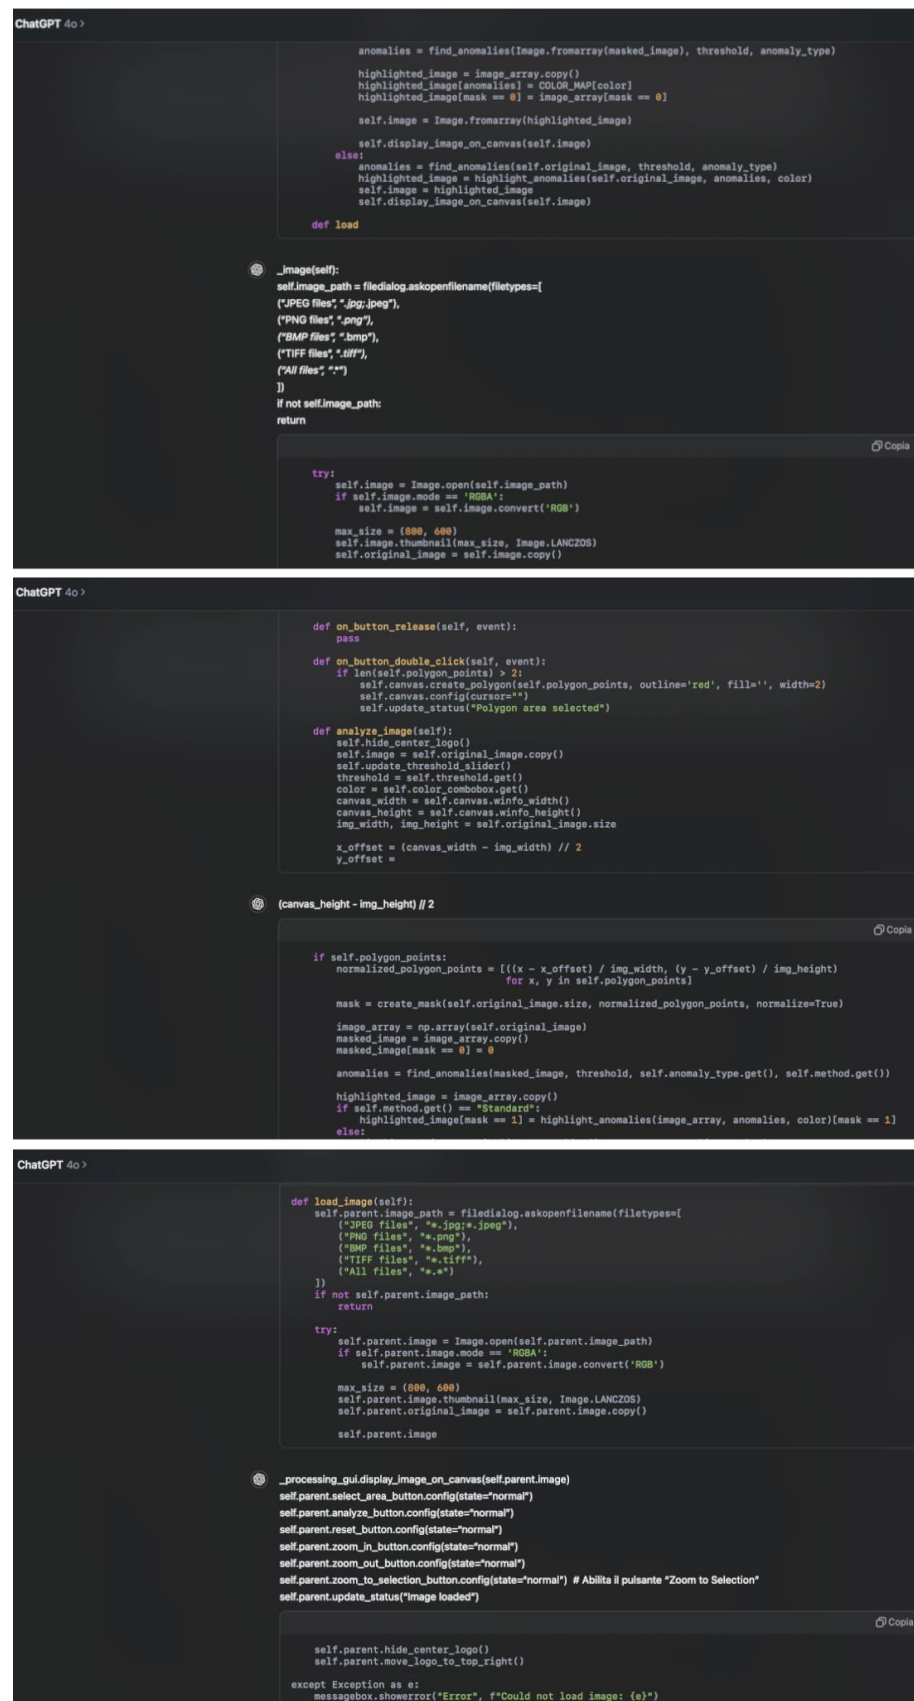 ChatGPT 4o >
anomalies = find_anomalies(Image.fromarray(masked_image), threshold, anomaly_type)
highlighted_image = image_array.copy()
highlighted_image[anomalies] = COLOR_MAP[color]
highlighted_image[mask == 0] = image_array[mask == 0]
self.image = Image.fromarray(highlighted_image)
self.display_image_on_canvas(self.image)
else:
anomalies = find_anomalies(self.original_image, threshold, anomaly_type)
highlighted_image = highlight_anomalies(self.original_image, anomalies, color)
self.image = highlighted_image
self.display_image_on_canvas(self.image)
def load
_image(self):
self.image_path = filedialog.askopenfilename(filetypes=[
("JPEG files", ".jpg;.jpeg"),
("PNG files", ".png"),
("BMP files", ".bmp"),
("TIFF files", ".tiff"),
("All files", ".*")
])
if not self.image_path:
return
Copia
try:
self.image = Image.open(self.image_path)
if self.image.mode == 'RGBA':
self.image = self.image.convert('RGB')
max_size = (800, 600)
self.image.thumbnail(max_size, Image.LANCZOS)
self.original_image = self.image.copy()
ChatGPT 4o >
def on_button_release(self, event):
pass
def on_button_double_click(self, event):
if len(self.polygon_points) > 2:
self.canvas.create_polygon(self.polygon_points, outline='red', fill='', width=2)
self.canvas.config(cursor="")
self.update_status("Polygon area selected")
def analyze_image(self):
self.hide_center_logo()
self.image = self.original_image.copy()
self.update_threshold_slider()
threshold = self.threshold.get()
color = self.color_combobox.get()
canvas_width = self.canvas.winfo_width()
canvas_height = self.canvas.winfo_height()
img_width, img_height = self.original_image.size
x_offset = (canvas_width - img_width) // 2
y_offset =
(canvas_height - img_height) // 2
Copia
if self.polygon_points:
normalized_polygon_points = [((x - x_offset) / img_width, (y - y_offset) / img_height)
for x, y in self.polygon_points]
mask = create_mask(self.original_image.size, normalized_polygon_points, normalize=True)
image_array = np.array(self.original_image)
masked_image = image_array.copy()
masked_image[mask == 0] = 0
anomalies = find_anomalies(masked_image, threshold, self.anomaly_type.get(), self.method.get())
highlighted_image = image_array.copy()
if self.method.get() == "Standard":
highlighted_image[mask == 1] = highlight_anomalies(image_array, anomalies, color)[mask == 1]
else:
ChatGPT 4o >
def load_image(self):
self.parent.image_path = filedialog.askopenfilename(filetypes=[
("JPEG files", "*.jpg;*.jpeg"),
("PNG files", "*.png"),
("BMP files", "*.bmp"),
("TIFF files", "*.tiff"),
("All files", "*.*")
])
if not self.parent.image_path:
return
try:
self.parent.image = Image.open(self.parent.image_path)
if self.parent.image.mode == 'RGBA':
self.parent.image = self.parent.image.convert('RGB')
max_size = (800, 600)
self.parent.image.thumbnail(max_size, Image.LANCZOS)
self.parent.original_image = self.parent.image.copy()
self.parent.image
_processing_gui.display_image_on_canvas(self.parent.image)
self.parent.select_area_button.config(state="normal")
self.parent.analyze_button.config(state="normal")
self.parent.reset_button.config(state="normal")
self.parent.zoom_in_button.config(state="normal")
self.parent.zoom_out_button.config(state="normal")
self.parent.zoom_to_selection_button.config(state="normal") # Abilita il pulsante "Zoom to Selection"
self.parent.update_status("Image loaded")
Copia
self.parent.hide_center_logo()
self.parent.move_logo_to_top_right()
except Exception as e:
messagebox.showerror("Error", f"Could not load image: {e}")